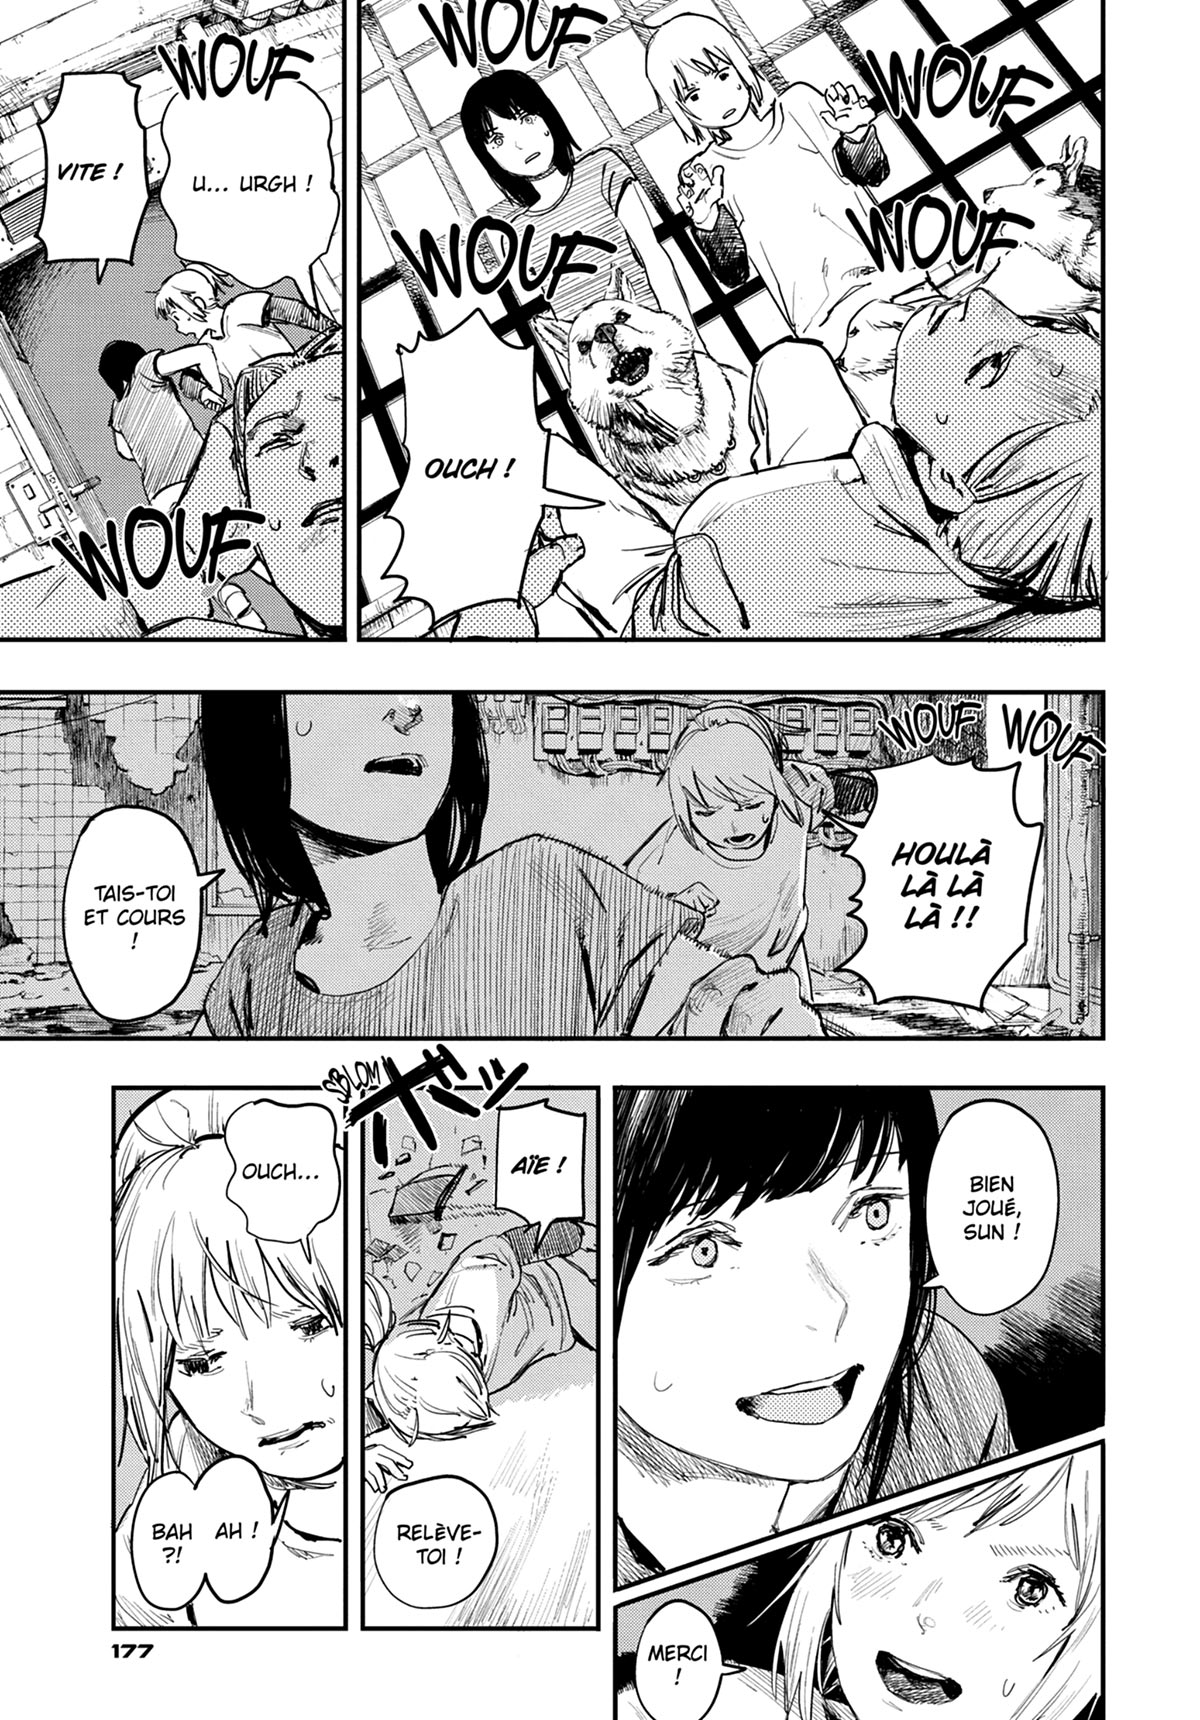 WOUF
WOUF
WOUF
WOUF
OUCH !
WOUF
U... URGH !
VITE !
WOUF
WOUF
WOUF
HOULÀ
LÀ LÀ
LÀ !!
TAIS-TOI
ET COURS
!
BIEN
JOUÉ,
SUN !
MERCI
!
SBLOM
ボッ
AÏE !
RELÈVE-
TOI !
OUCH...
BAH AH !
?!
177